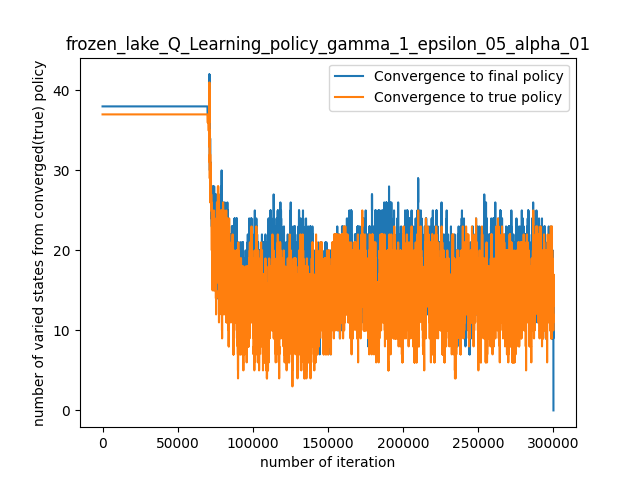 frozen_lake_Q_Learning_policy_gamma_1_epsilon_05_alpha_01
Convergence to final policy
Convergence to true policy
number of varied states from converged(true) policy
40
30
20
10
0
0 50000 100000 150000 200000 250000 300000
number of iteration